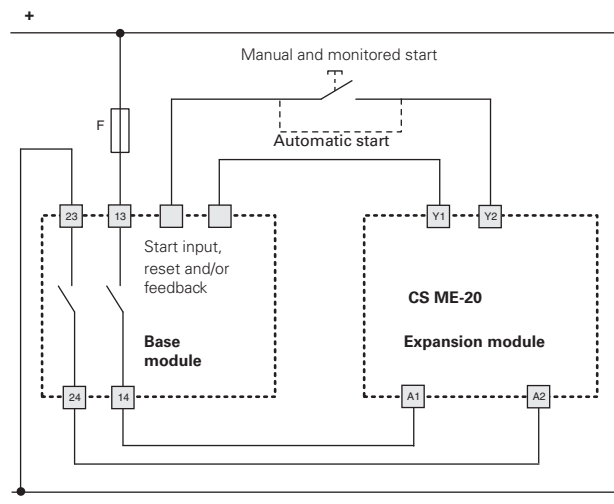 +
Manual and monitored start
F
Automatic start
23
13
Y1
Y2
Start input,
reset and/or
feedback
CS ME-20
Base
module
Expansion module
24
14
A1
A2